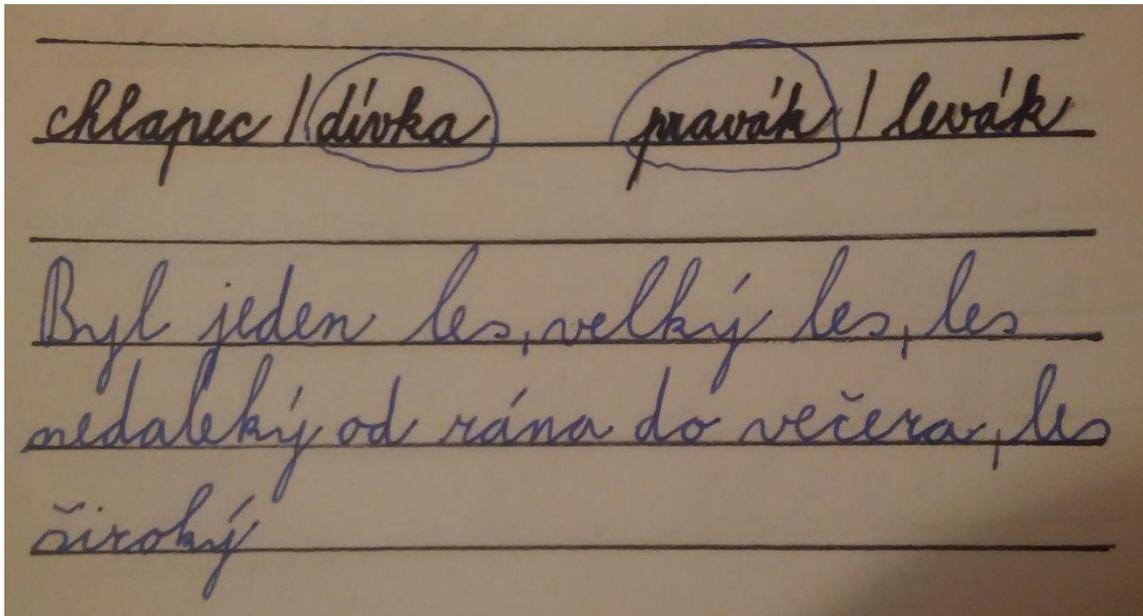 chlapec / dívka pravák / levák
Byl jeden les, velký les, les
nedaleký od rána do večera, les
široký